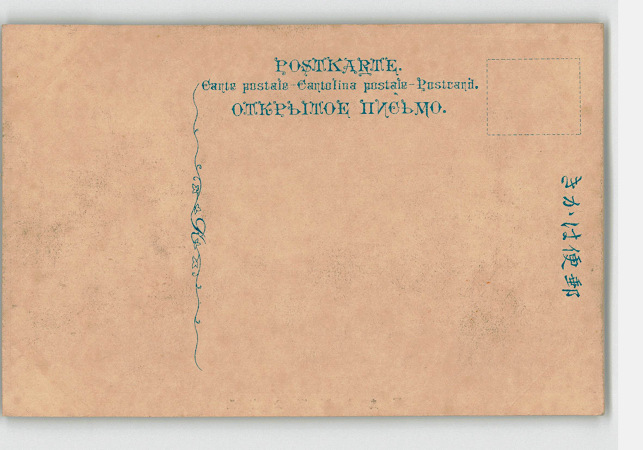 POSTKARTE.
Carte postale-Cartolina postale-Postcard.
ОТКРЫТОЕ ПИСЬМО.
きかは便郵